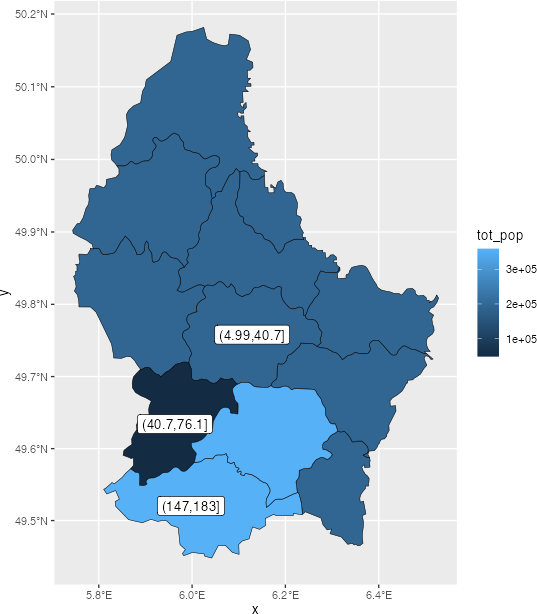 50.2°N
50.1°N
50.0°N
49.9°N
49.8°N
49.7°N
49.6°N
49.5°N
y
(4.99,40.7]
(40.7,76.1]
(147,183]
5.8°E 6.0°E 6.2°E 6.4°E
x
tot_pop
3e+05
2e+05
1e+05